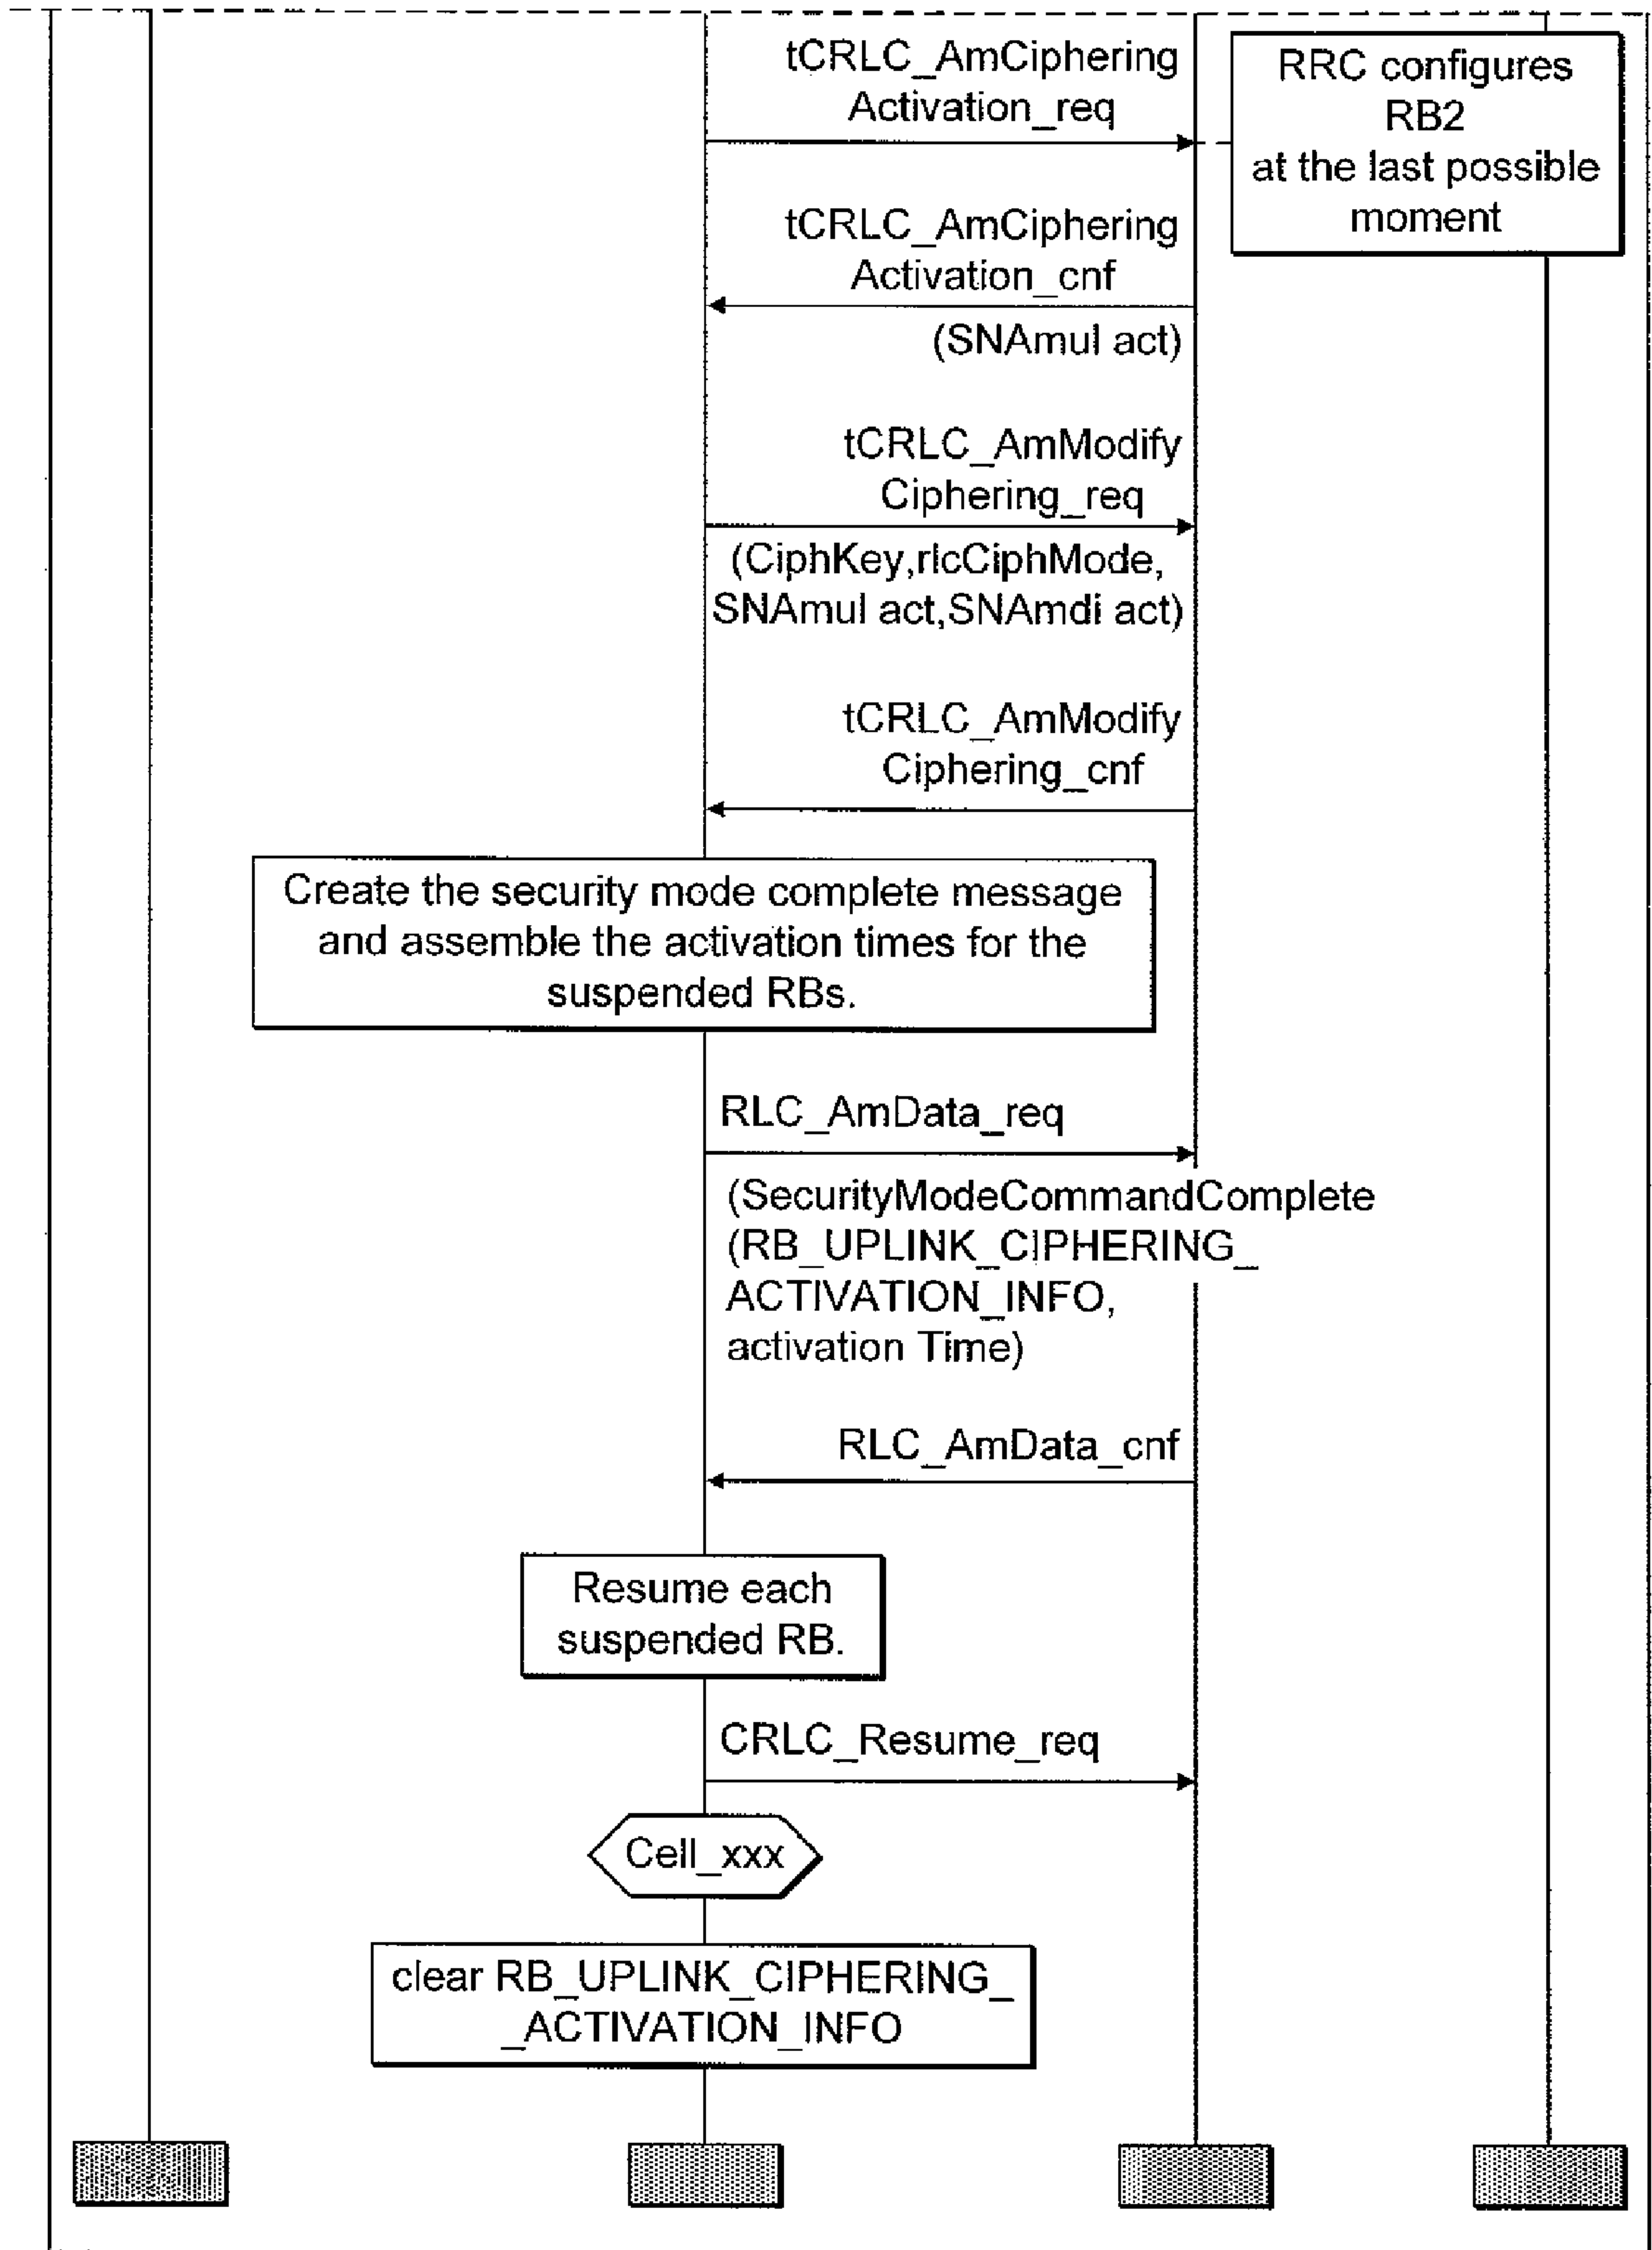 tCRLC_AmCiphering
Activation_req
RRC configures
RB2
at the last possible
moment
tCRLC_AmCiphering
Activation_cnf
(SNAmul act)
tCRLC_AmModify
Ciphering_req
(CiphKey,rlcCiphMode,
SNAmul act,SNAmdi act)
tCRLC_AmModify
Ciphering_cnf
Create the security mode complete message
and assemble the activation times for the
suspended RBs.
RLC_AmData_req
(SecurityModeCommandComplete
(RB_UPLINK_CIPHERING_
ACTIVATION_INFO,
activation Time)
RLC_AmData_cnf
Resume each
suspended RB.
CRLC_Resume_req
Cell_xxx
clear RB_UPLINK_CIPHERING_
_ACTIVATION_INFO